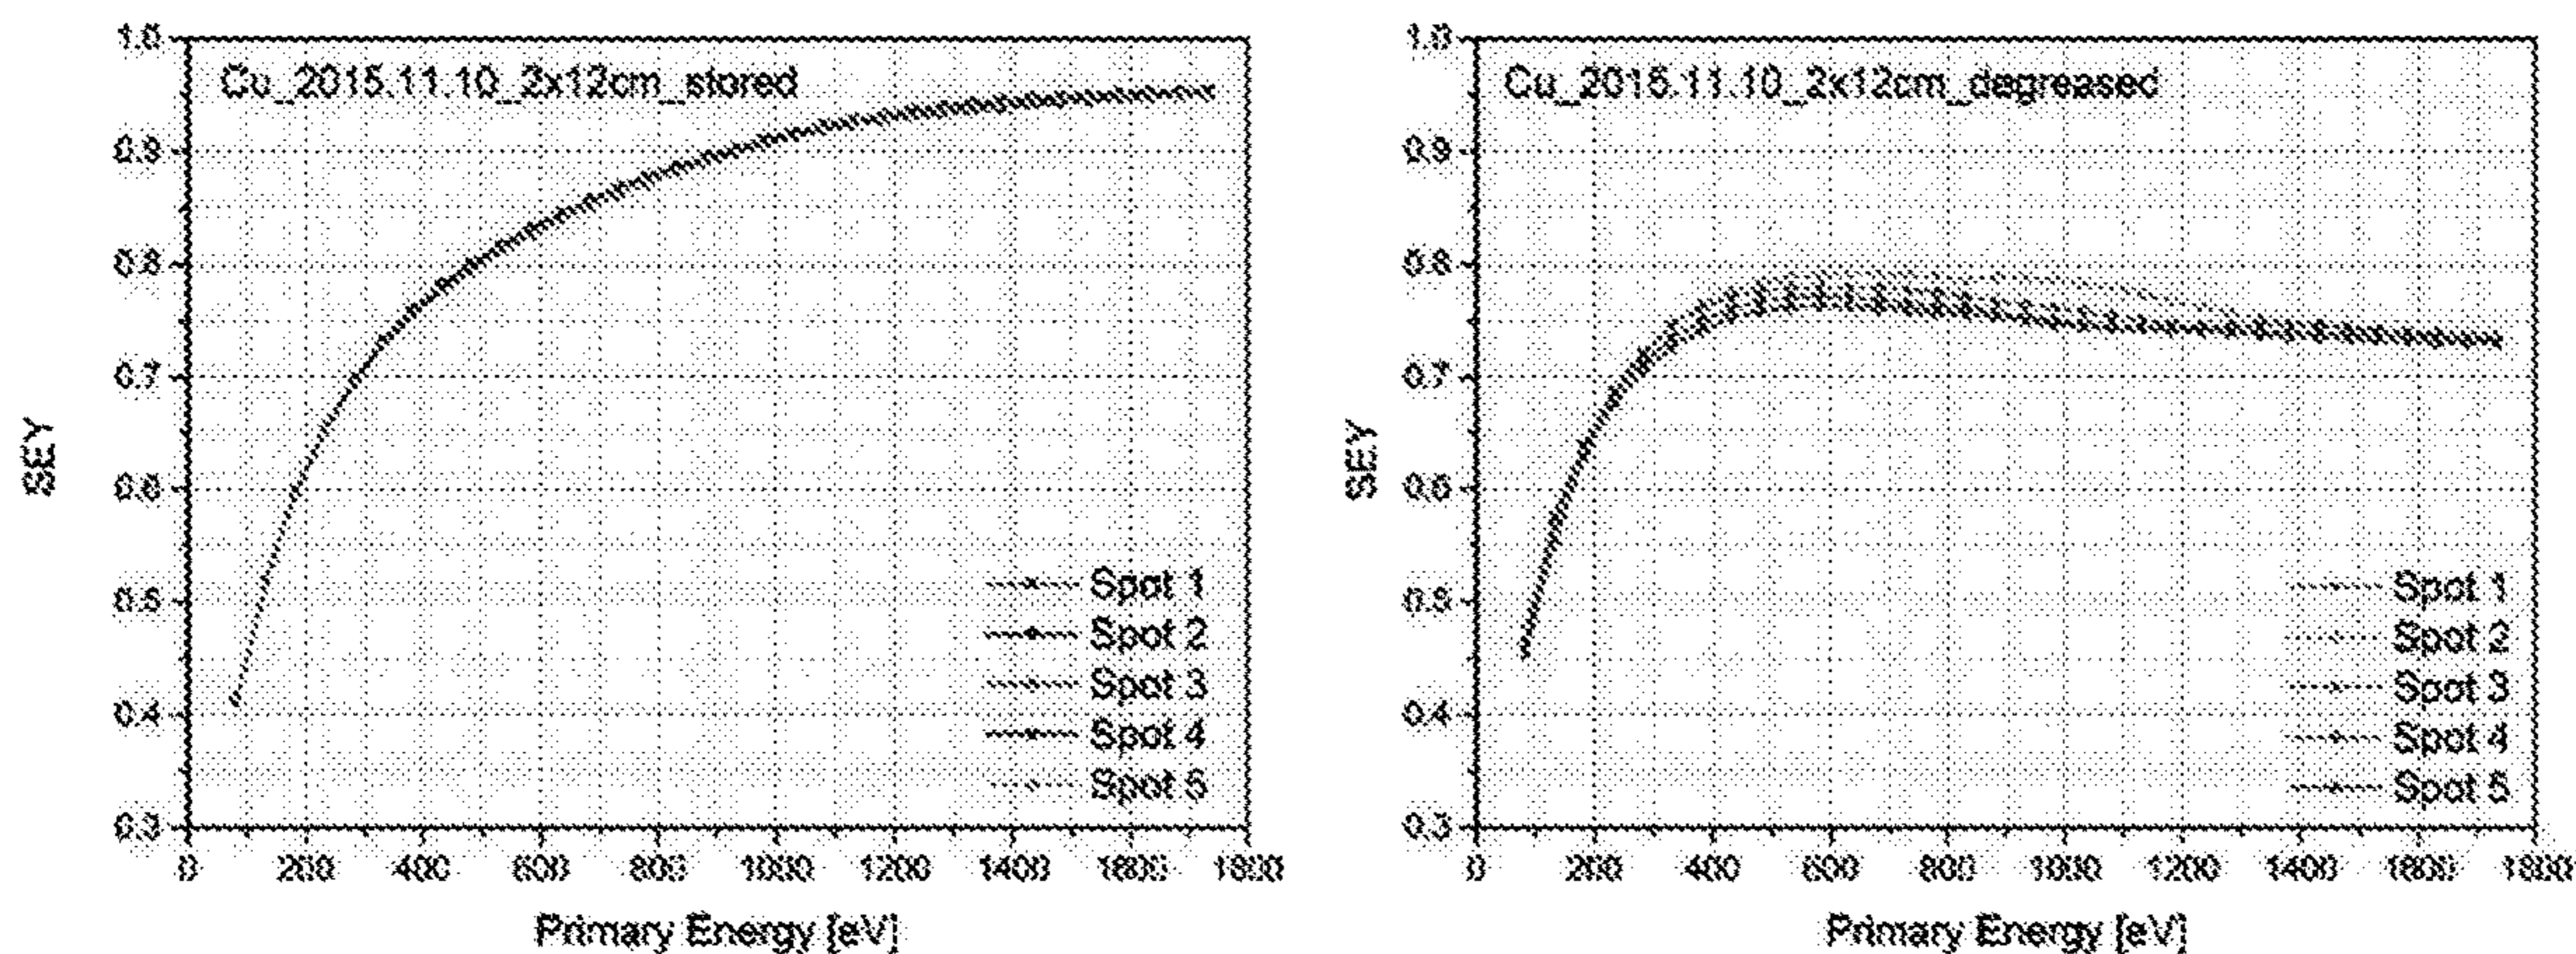 Cu_2015.11.10_2x12cm_stored
SEY
1.0
0.9
0.8
0.7
0.6
0.5
0.4
0.3
Spot 1
Spot 2
Spot 3
Spot 4
Spot 5
0 200 400 600 800 1000 1200 1400 1600 1800
Primary Energy [eV]
Cu_2015.11.10_2x12cm_degreased
SEY
1.0
0.9
0.8
0.7
0.6
0.5
0.4
0.3
Spot 1
Spot 2
Spot 3
Spot 4
Spot 5
0 200 400 600 800 1000 1200 1400 1600 1800
Primary Energy [eV]